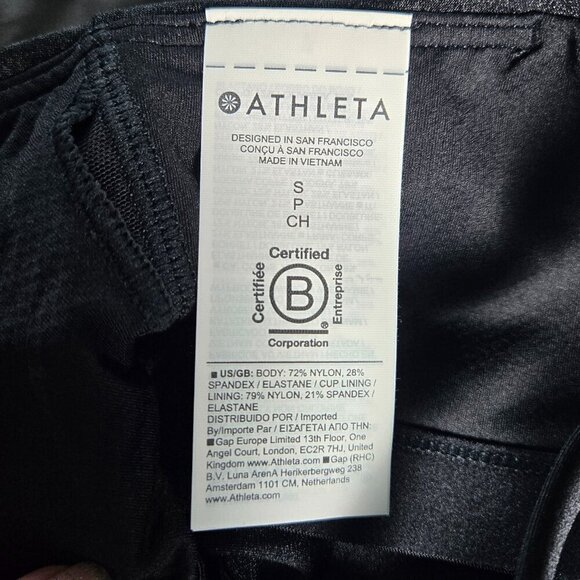 ATHLETA
DESIGNED IN SAN FRANCISCO
CONÇU À SAN FRANCISCO
MADE IN VIETNAM
S
P
CH
Certified
Certifiée
B
Entreprise
®
Corporation
■ US/GB: BODY: 72% NYLON, 28%
SPANDEX / ELASTANE / CUP LINING /
LINING: 79% NYLON, 21% SPANDEX /
ELASTANE
DISTRIBUIDO POR / Imported
By/Importe Par / ΕΙΣΑΓΕΤΑΙ ΑΠΟ ΤΗΝ:
■ Gap Europe Limited 13th Floor, One
Angel Court, London, EC2R 7HJ, United
Kingdom www.Athleta.com ■ Gap (RHC)
B.V. Luna ArenA Herikerbergweg 238
Amsterdam 1101 CM, Netherlands
www.Athleta.com